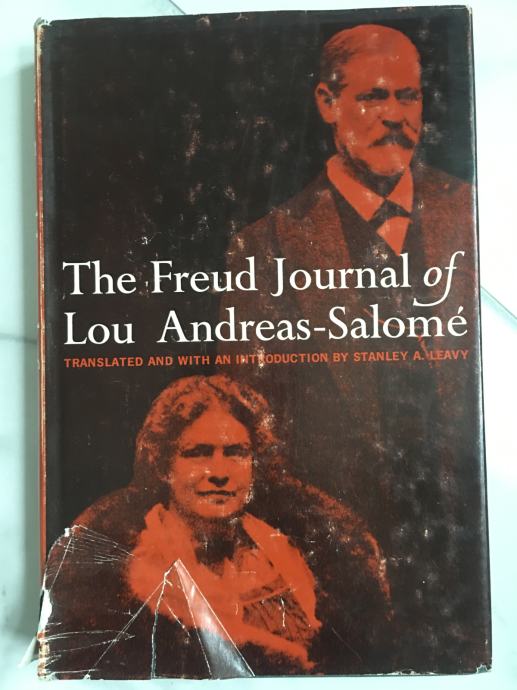 The Freud Journal of
Lou Andreas-Salomé
TRANSLATED AND WITH AN INTRODUCTION BY STANLEY A. LEAVY